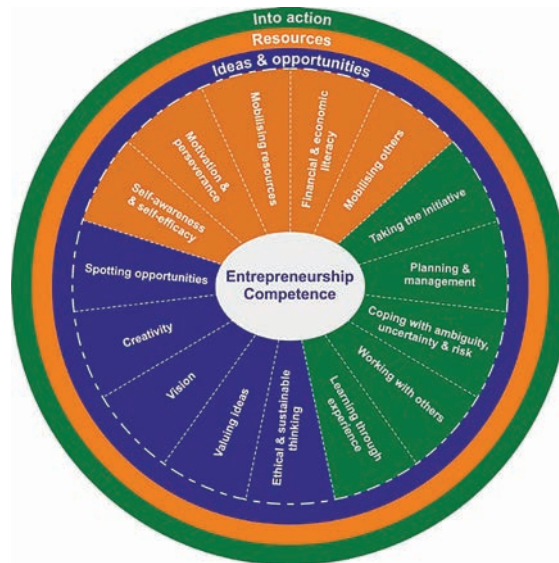 Into action
Resources
Ideas & opportunities
Self-awareness
& self-efficacy
Motivation &
perseverance
Mobilising resources
Financial & economic
literacy
Mobilising others
Taking the initiative
Planning &
management
Coping with ambiguity,
uncertainty & risk
Working with others
Learning through
experience
Ethical & sustainable
thinking
Valuing ideas
Vision
Creativity
Spotting opportunities
Entrepreneurship
Competence